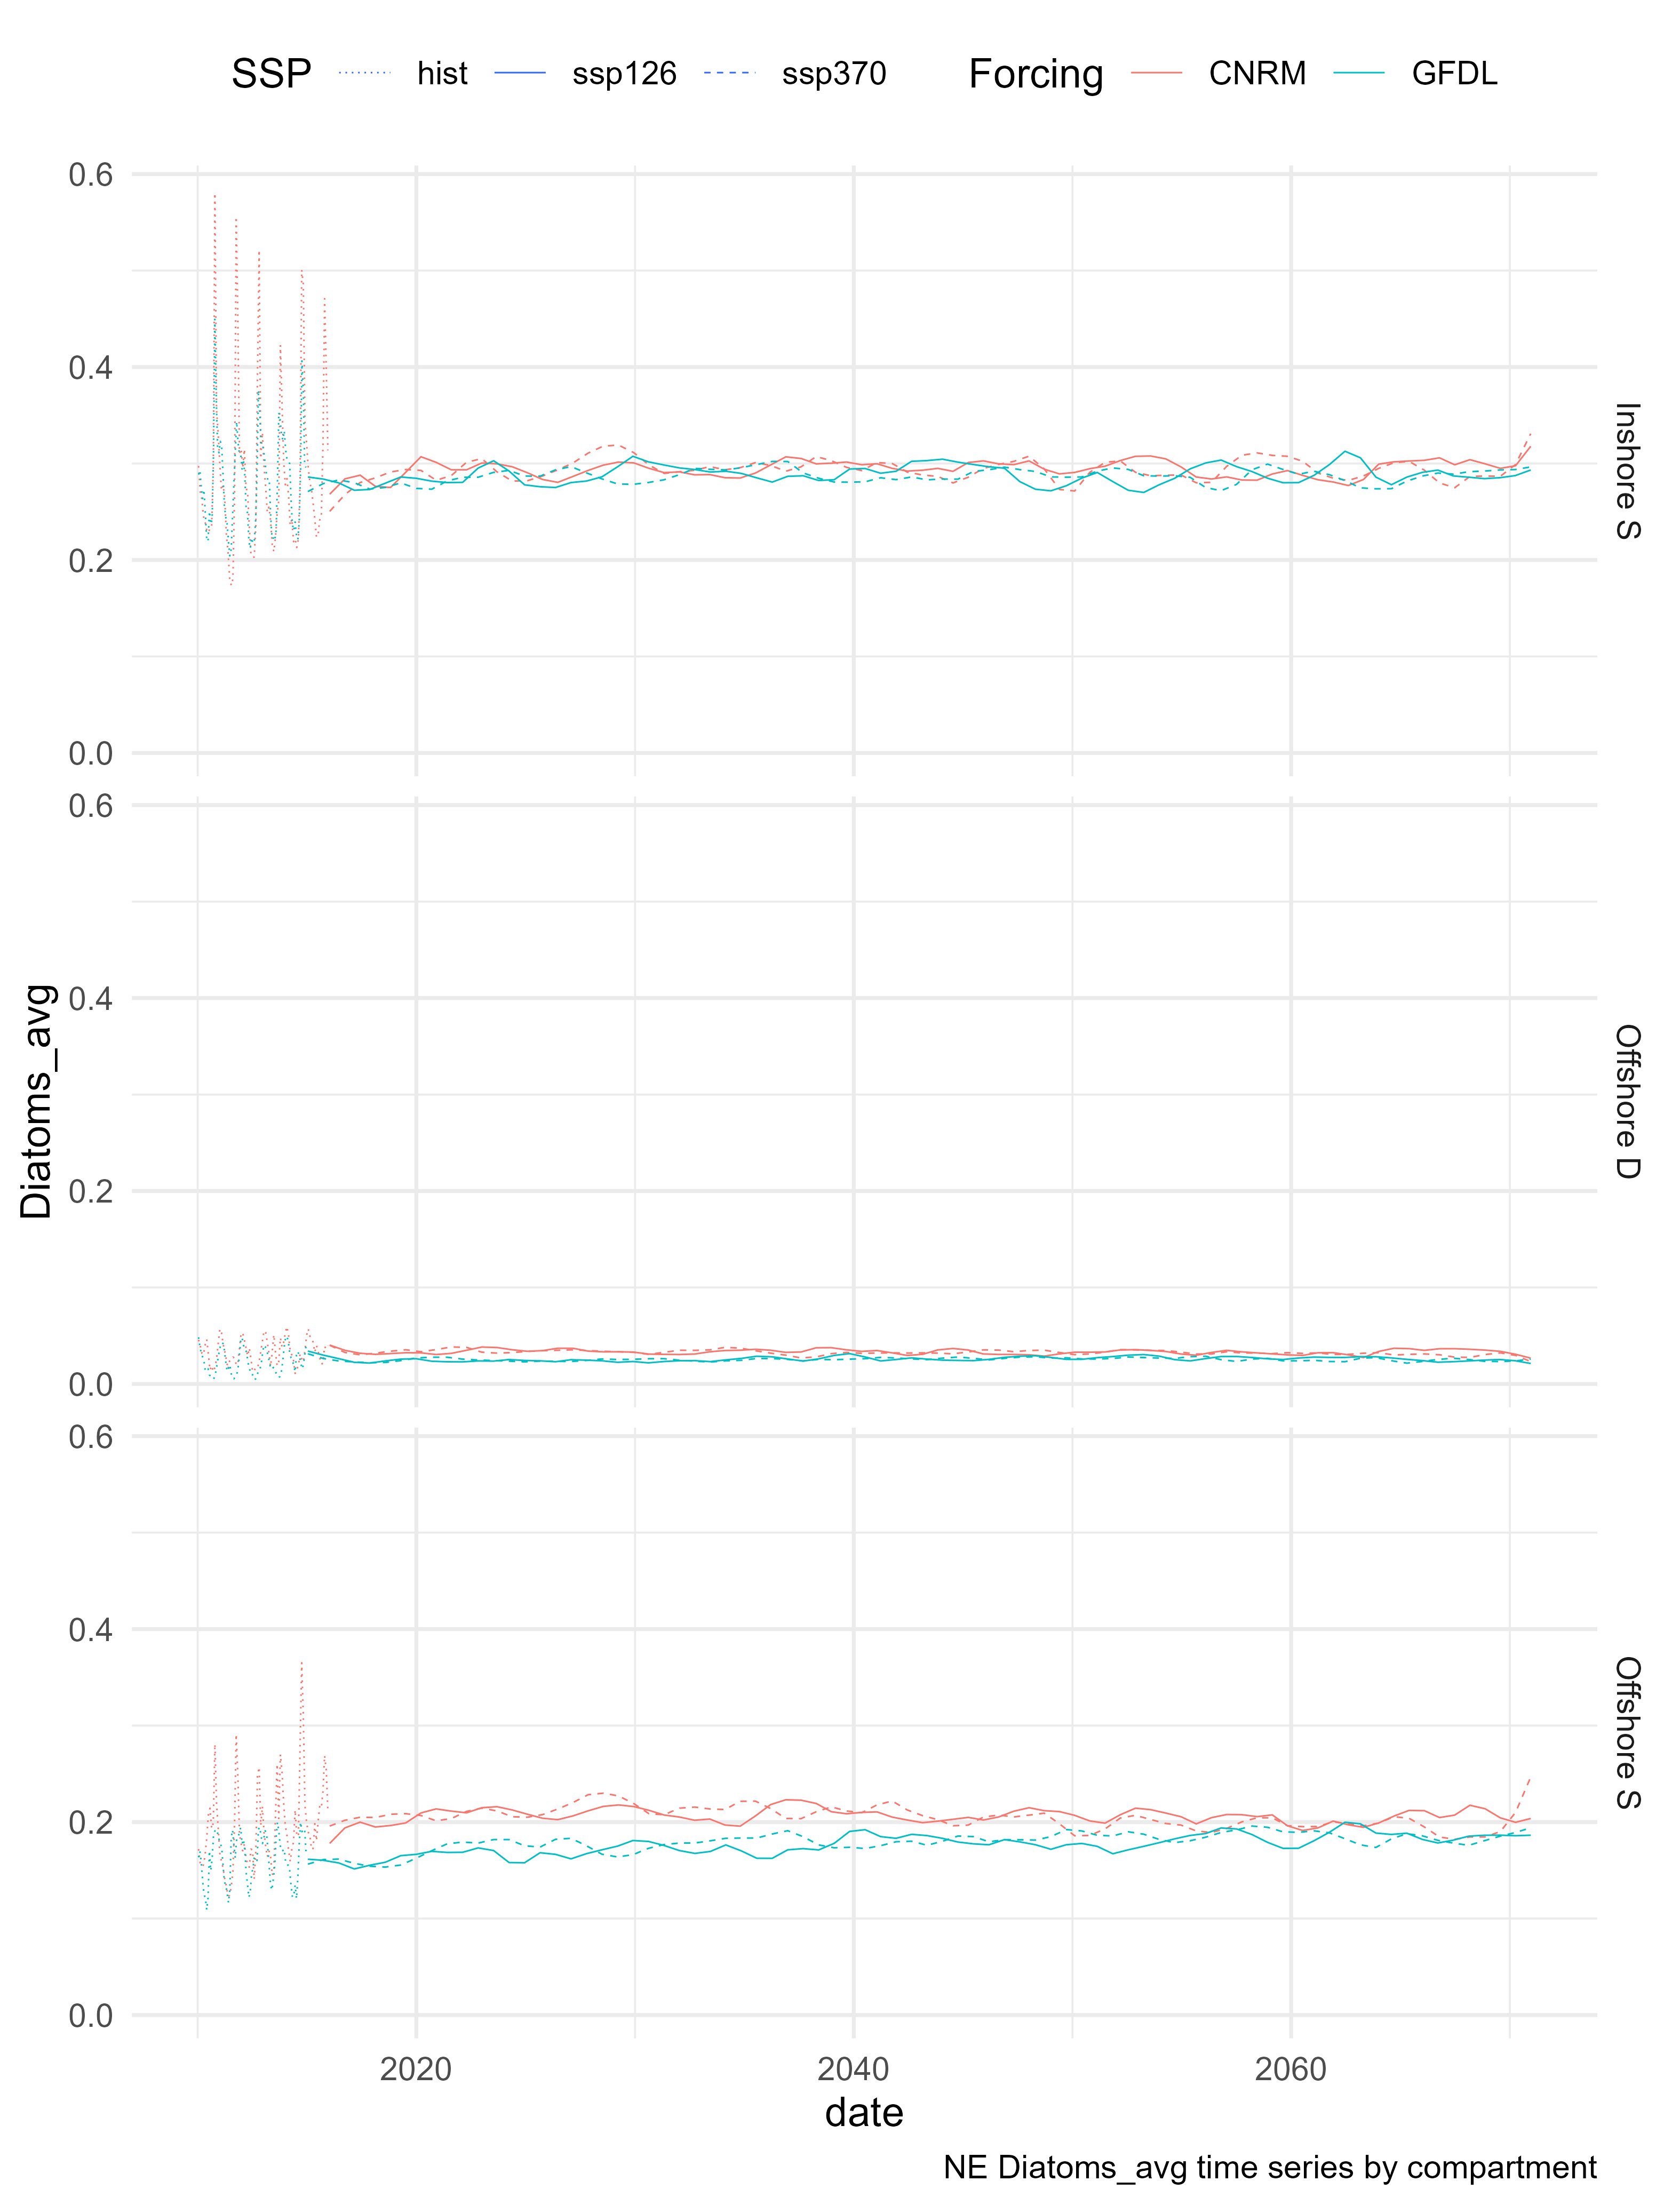 SSP hist ssp126 ssp370 Forcing CNRM GFDL
0.6
0.4
0.2
0.0
Inshore S
0.6
0.4
0.2
0.0
Offshore D
Diatoms_avg
0.6
0.4
0.2
0.0
Offshore S
2020 2040 2060
date
NE Diatoms_avg time series by compartment